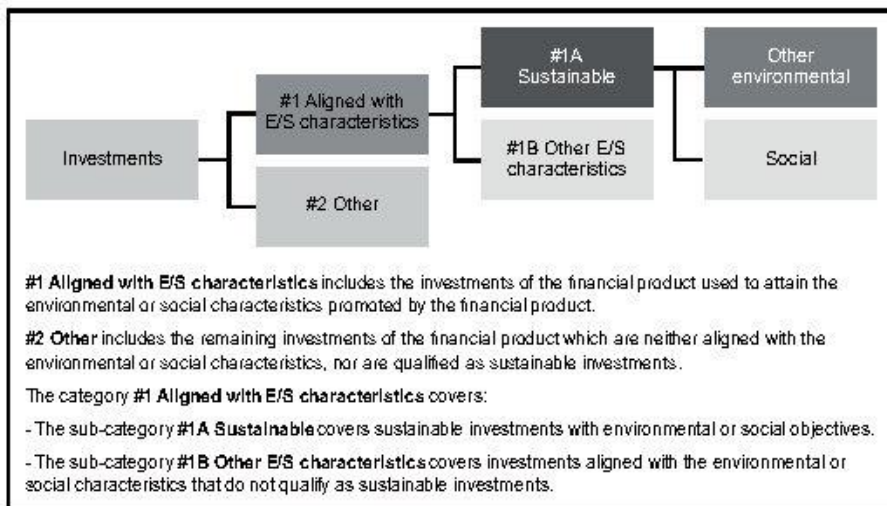 #1A
Sustainable
Other
environmental
#1 Aligned with
E/S characteristics
Investments
#1B Other E/S
characteristics
Social
#2 Other
#1 Aligned with E/S characteristics includes the investments of the financial product used to attain the
environmental or social characteristics promoted by the financial product.
#2 Other includes the remaining investments of the financial product which are neither aligned with the
environmental or social characteristics, nor are qualified as sustainable investments.
The category #1 Aligned with E/S characteristics covers:
- The sub-category #1A Sustainable covers sustainable investments with environmental or social objectives.
- The sub-category #1B Other E/S characteristics covers investments aligned with the environmental or
social characteristics that do not qualify as sustainable investments.